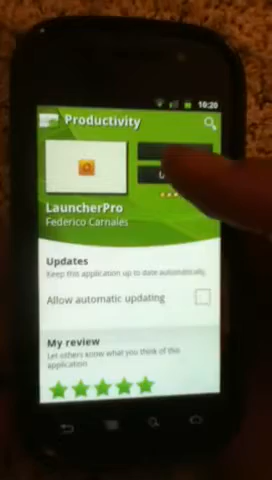 10:20
Productivity
LauncherPro
Federico Carnales
Updates
Keep this application up to date automatically.
Allow automatic updating
My review
Let others know what you think of this
application